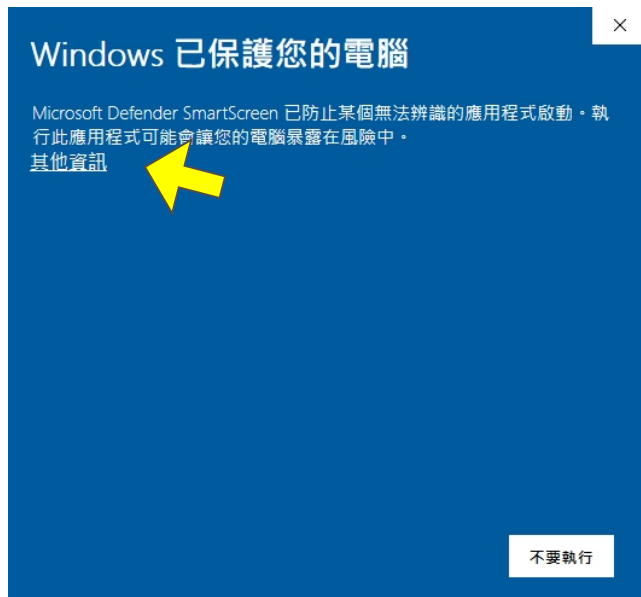 Windows 已保護您的電腦
Microsoft Defender SmartScreen 已防止某個無法辨識的應用程式啟動。執
行此應用程式可能會讓您的電腦暴露在風險中。
其他資訊
不要執行